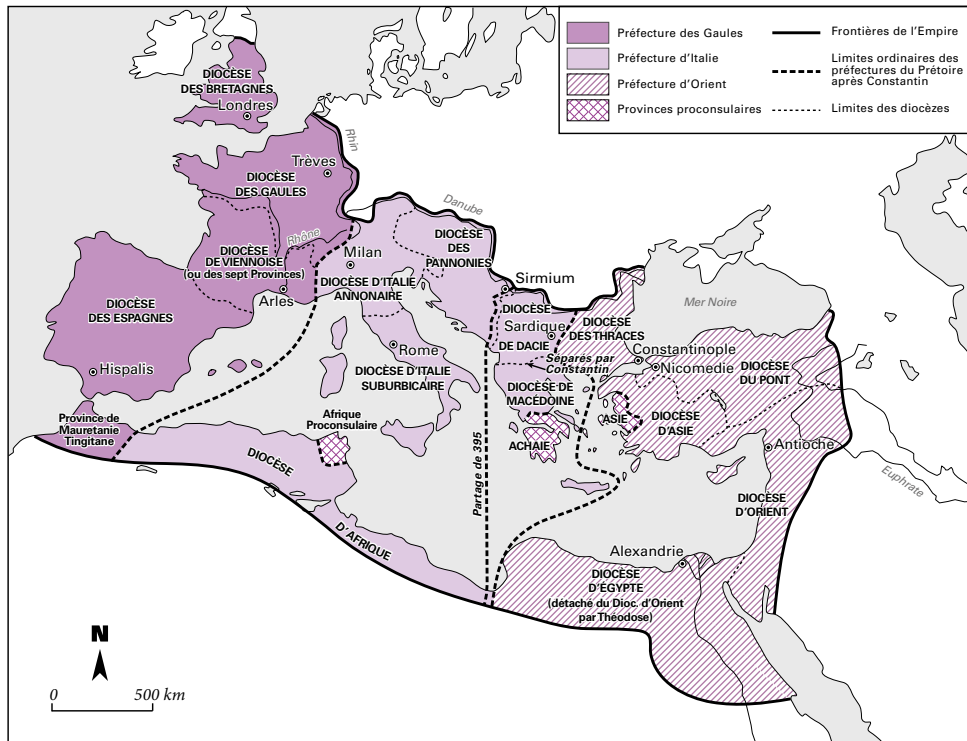 Préfecture des Gaules
Préfecture d'Italie
Préfecture d'Orient
Provinces proconsulaires
Frontières de l'Empire
Limites ordinaires des
préfectures du Prétoire
après Constantin
Limites des diocèzes
DIOCÈSE
DES BRETAGNES
Londres
Rhin
Trèves
DIOCÈSE
DES GAULES
Danube
DIOCÈSE
DES
PANNONIES
Rhône
DIOCÈSE
DE VIENNOISE
(ou des sept Provinces)
Arles
Milan
DIOCÈSE D'ITALIE
ANNONAIRE
Sirmium
DIOCÈSE
Sardique
DE DACIE
DIOCÈSE
DES THRACES
Mer Noire
DIOCÈSE
DES ESPAGNES
Hispalis
Rome
DIOCÈSE D'ITALIE
SUBURBICAIRE
Séparés par
Constantin
Constantinople
Nicomedie
DIOCÈSE
DU PONT
DIOCÈSE DE
MACÉDOINE
ASIE
DIOCÈSE
D'ASIE
ACHAIE
Province de
Mauretanie
Tingitane
Afrique
Proconsulaire
DIOCÈSE
D'AFRIQUE
Partage de 395
Antioche
Euphrate
DIOCÈSE
D'ORIENT
Alexandrie
DIOCÈSE
D'ÉGYPTE
(détaché du Dioc. d'Orient
par Théodose)
N
0 500 km